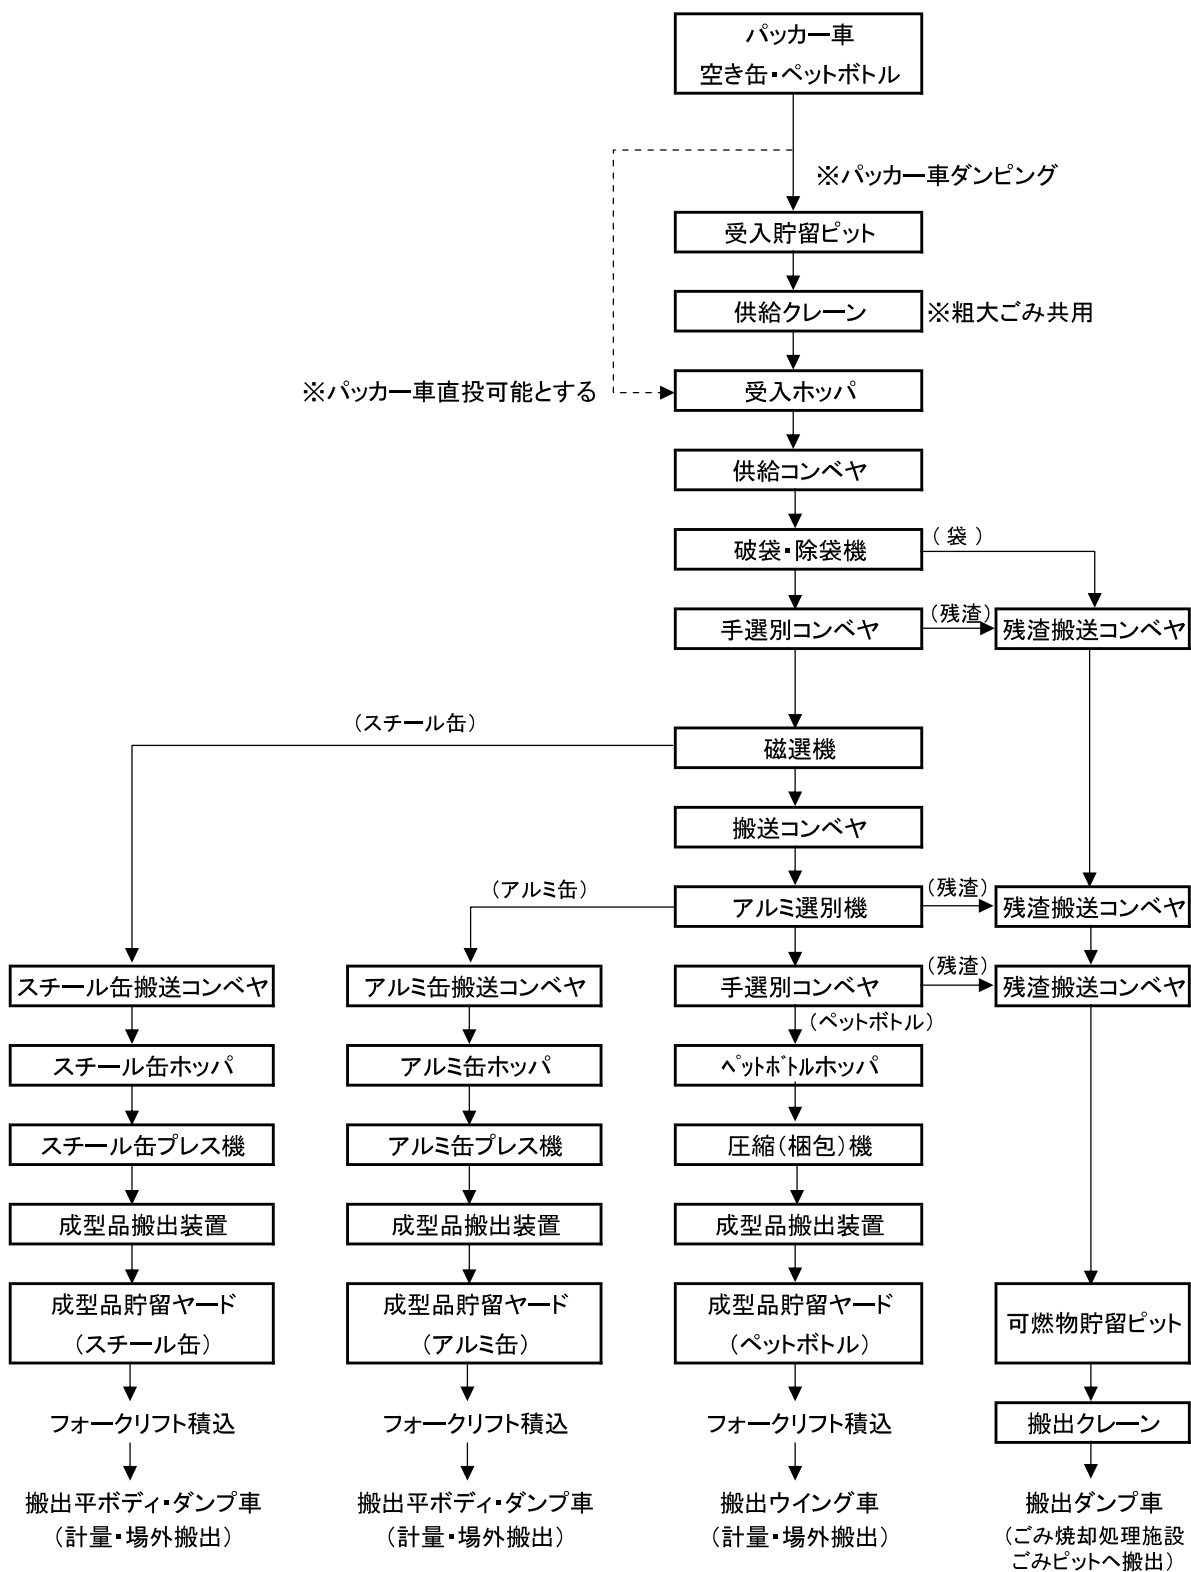 パッカー車
空き缶・ペットボトル
※パッカー車ダンピング
受入貯留ピット
供給クレーン
※粗大ごみ共用
※パッカー車直投可能とする
受入ホッパ
供給コンベヤ
破袋・除袋機
（袋）
手選別コンベヤ
（残渣）
残渣搬送コンベヤ
（スチール缶）
磁選機
搬送コンベヤ
（アルミ缶）
アルミ選別機
（残渣）
残渣搬送コンベヤ
スチール缶搬送コンベヤ
アルミ缶搬送コンベヤ
手選別コンベヤ
（残渣）
残渣搬送コンベヤ
（ペットボトル）
スチール缶ホッパ
アルミ缶ホッパ
ペットボトルホッパ
スチール缶プレス機
アルミ缶プレス機
圧縮（梱包）機
成型品搬出装置
成型品搬出装置
成型品搬出装置
成型品貯留ヤード
（スチール缶）
成型品貯留ヤード
（アルミ缶）
成型品貯留ヤード
（ペットボトル）
可燃物貯留ピット
フォークリフト積込
フォークリフト積込
フォークリフト積込
搬出クレーン
搬出平ボディ・ダンプ車
（計量・場外搬出）
搬出平ボディ・ダンプ車
（計量・場外搬出）
搬出ウイング車
（計量・場外搬出）
搬出ダンプ車
（ごみ焼却処理施設
ごみピットへ搬出）